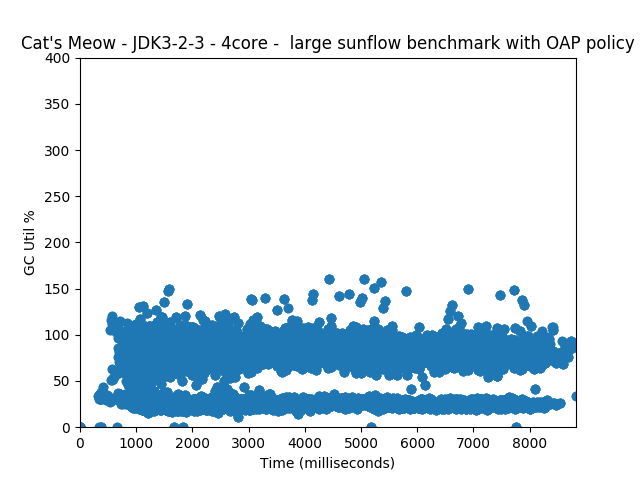 Cat's Meow - JDK3-2-3 - 4core -  large sunflow benchmark with OAP policy
400
350
300
250
200
150
100
50
0
GC Util %
0 1000 2000 3000 4000 5000 6000 7000 8000
Time (milliseconds)